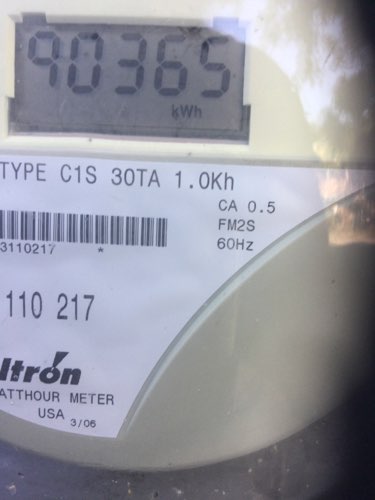 90365
kWh
TYPE C1S 30TA 1.0Kh
CA 0.5
FM2S
60Hz
3110217 *
110 217
Itron
ATTHOUR METER
USA 3/06